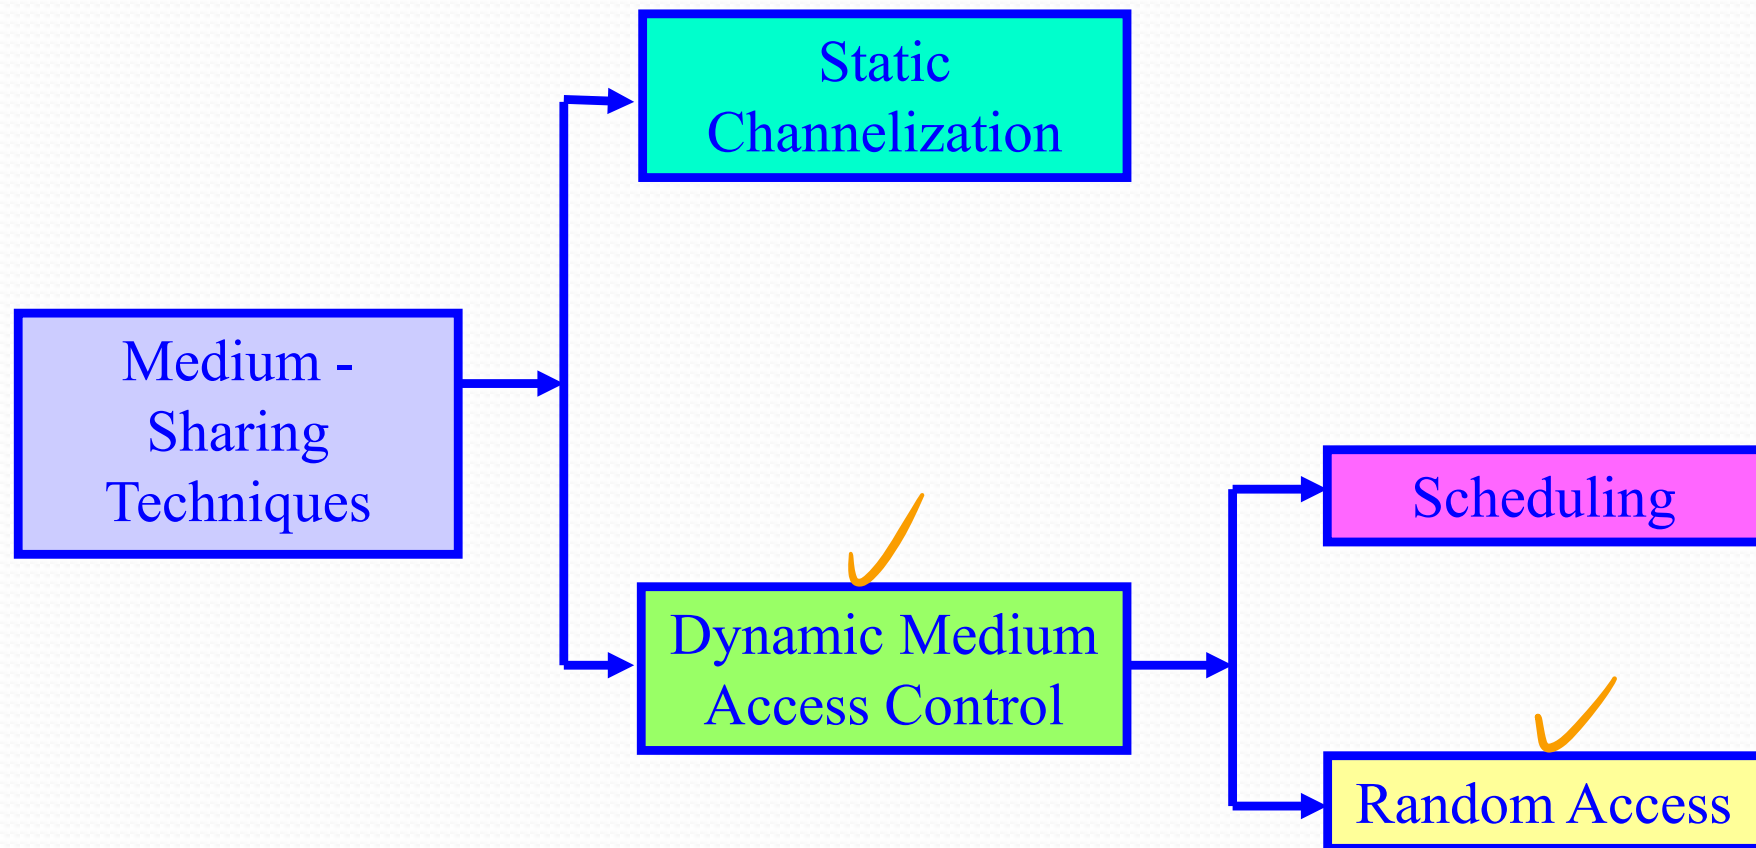 Static
Channelization
Medium -
Sharing
Techniques
Scheduling
Dynamic Medium
Access Control
Random Access